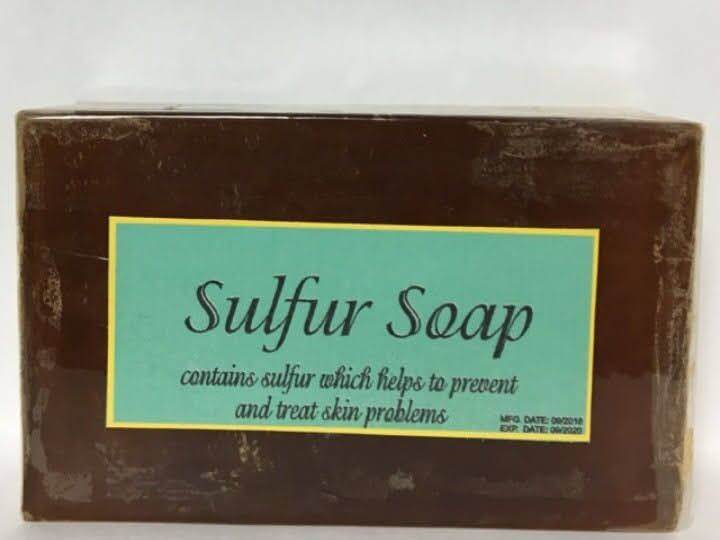 Sulfur Soap
contains sulfur which helps to prevent
and treat skin problems
MFG. DATE: 09/2018
EXP. DATE: 09/2020